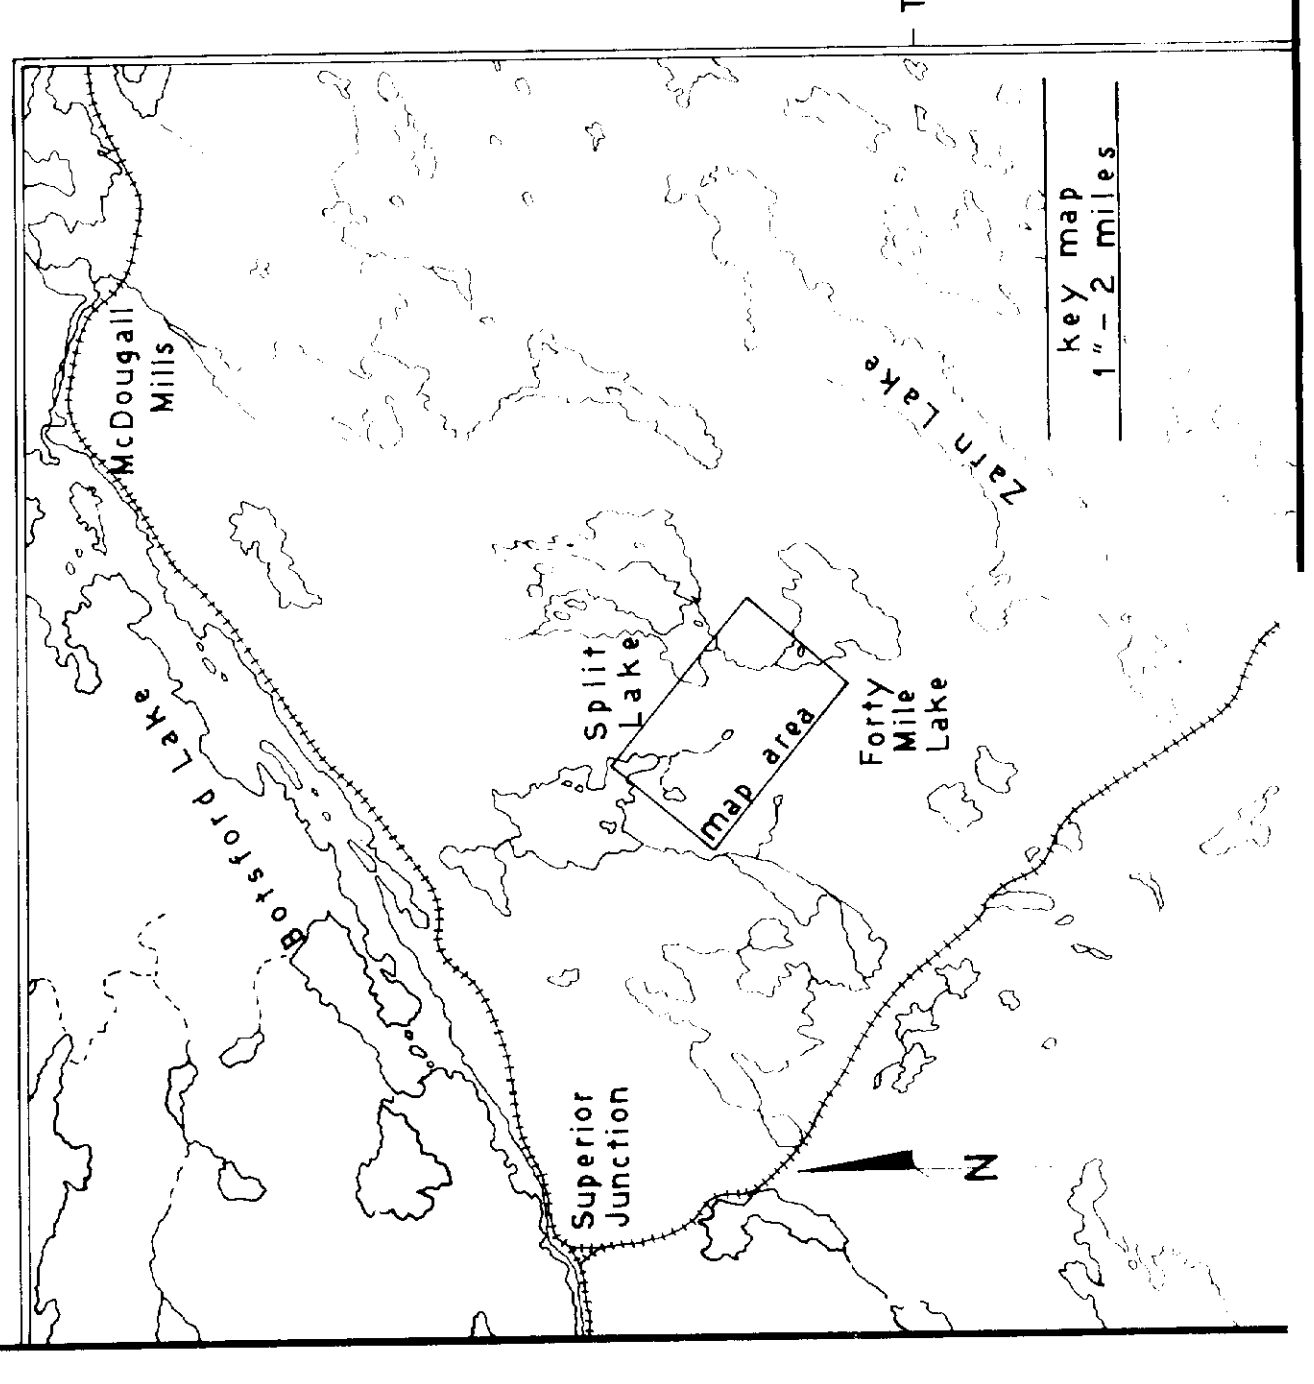 McDougall
Mills
Botsford Lake
Split
Lake
map area
Forty
Mile
Lake
Zarn Lake
Superior
Junction
N
key map
1" - 2 miles
T